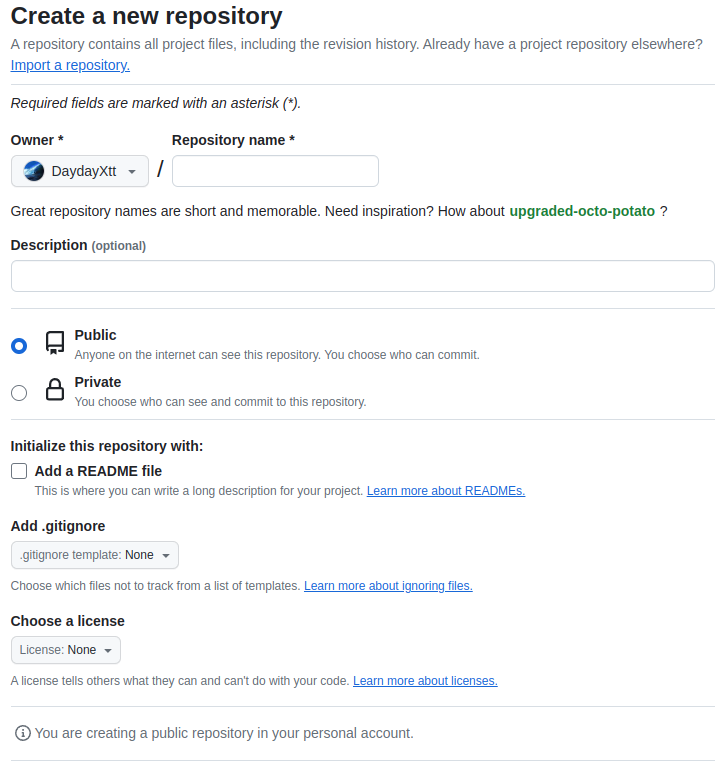 Create a new repository
A repository contains all project files, including the revision history. Already have a project repository elsewhere?
Import a repository.
Required fields are marked with an asterisk (*).
Owner * Repository name *
DaydayXtt /
Great repository names are short and memorable. Need inspiration? How about upgraded-octo-potato ?
Description (optional)
Public
Anyone on the internet can see this repository. You choose who can commit.
Private
You choose who can see and commit to this repository.
Initialize this repository with:
Add a README file
This is where you can write a long description for your project. Learn more about READMEs.
Add .gitignore
.gitignore template: None
Choose which files not to track from a list of templates. Learn more about ignoring files.
Choose a license
License: None
A license tells others what they can and can't do with your code. Learn more about licenses.
You are creating a public repository in your personal account.